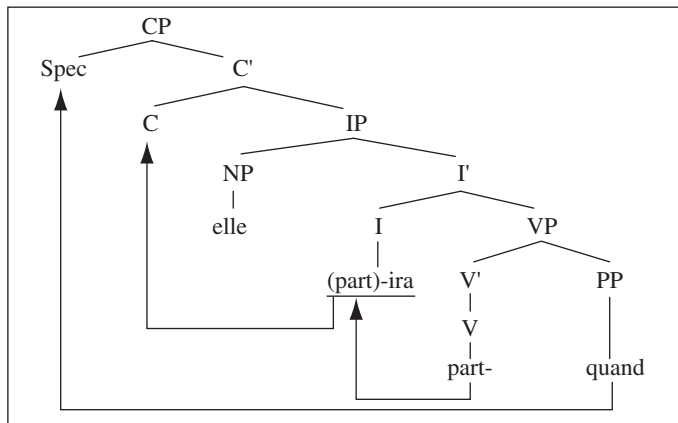 CP
Spec C'
C IP
NP I'
elle I VP
(part)-ira V' PP
V
part- quand